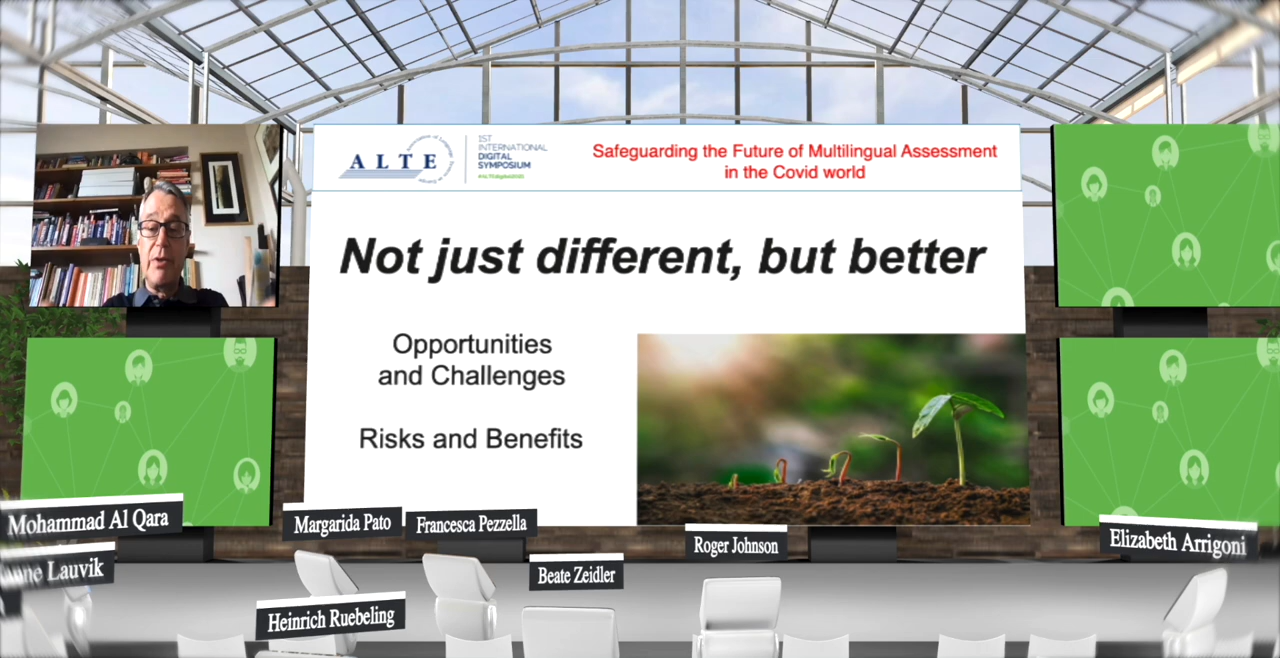 ALTE
1ST
INTERNATIONAL
DIGITAL
SYMPOSIUM
#ALTEdigital2020
Safeguarding the Future of Multilingual Assessment
in the Covid world
Not just different, but better
Opportunities
and Challenges
Risks and Benefits
Mohammad Al Qara
Margarida Pato
Francesca Pezzella
Roger Johnson
Elizabeth Arrigoni
Lauvik
Beate Zeidler
Heinrich Ruebeling